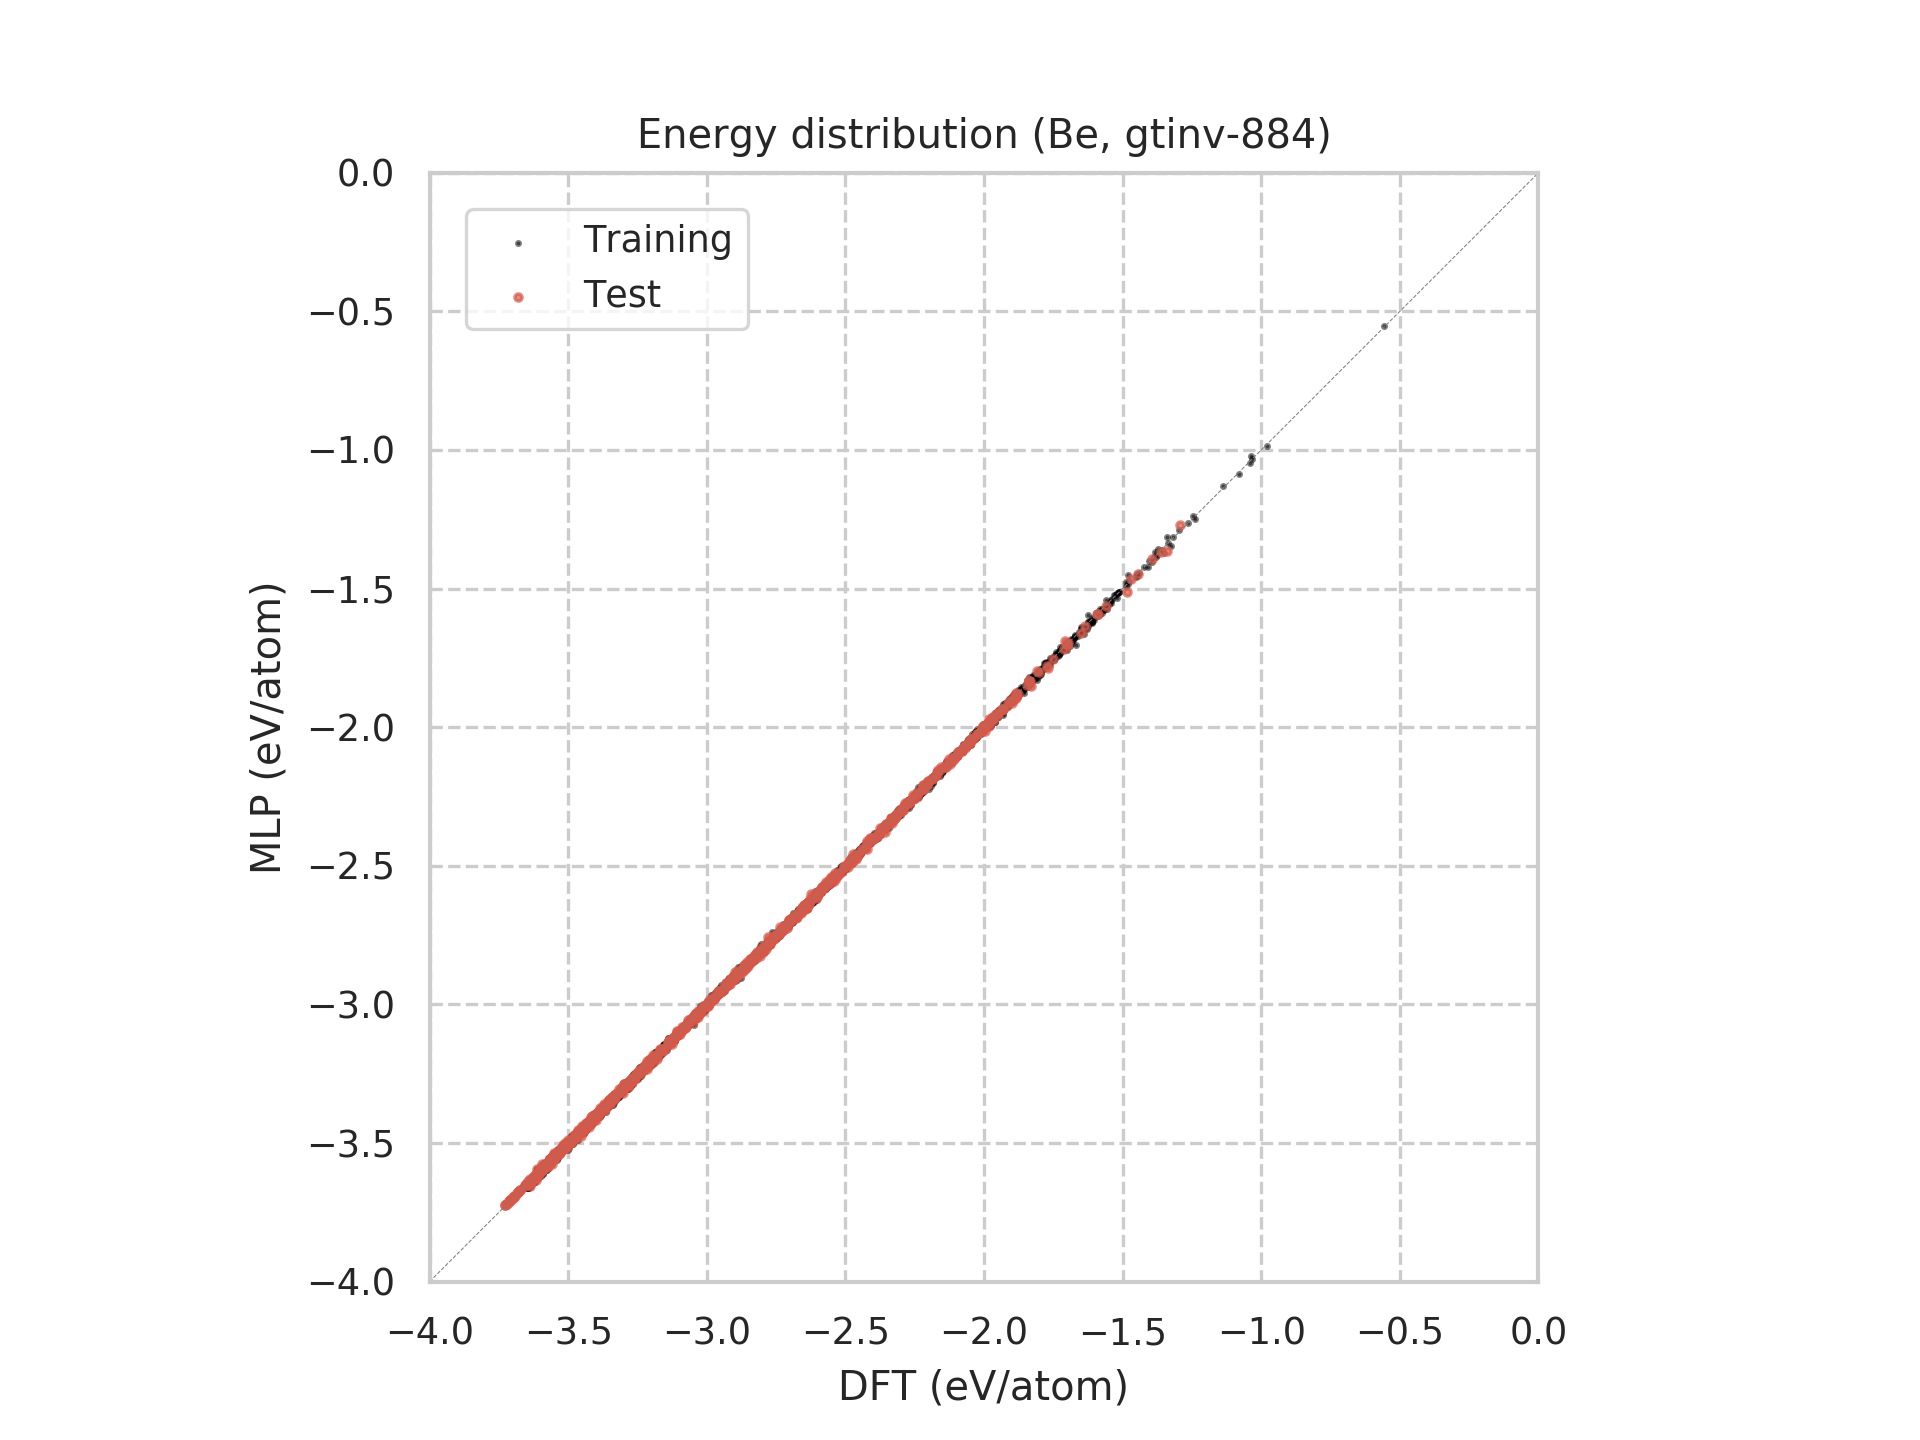 Energy distribution (Be, gtinv-884)
Training
Test
0.0
−0.5
−1.0
−1.5
−2.0
−2.5
−3.0
−3.5
−4.0
MLP (eV/atom)
−4.0 −3.5 −3.0 −2.5 −2.0 −1.5 −1.0 −0.5 0.0
DFT (eV/atom)